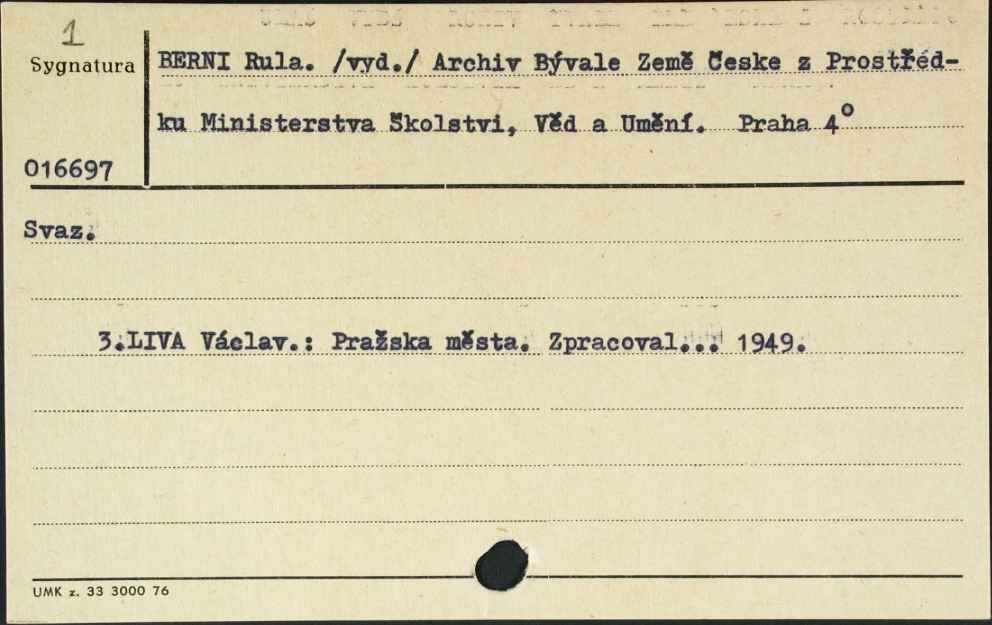 1
Sygnatura
BERNI Rula. /vyd./ Archiv Bývale Země Česke z Prostřéd-
ku Ministerstva Školstvi, Věd a Umění. Praha 4°
016697
Svaz.
3.LIVA Václav.: Pražska města. Zpracoval... 1949.
UMK z. 33 3000 76